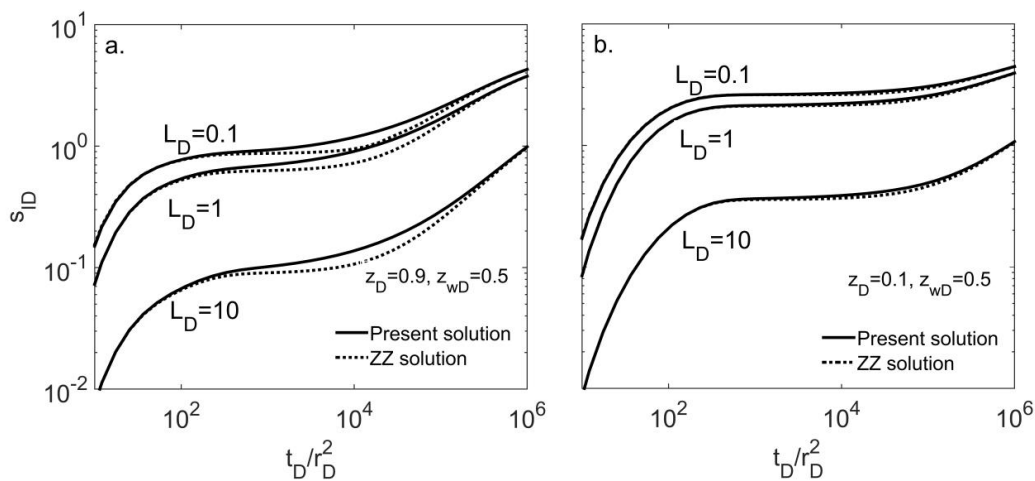 a.
10^1
10^0
10^-1
10^-2
s_ID
L_D=0.1
L_D=1
L_D=10
z_D=0.9, z_wD=0.5
Present solution
ZZ solution
10^2
10^4
10^6
t_D/r_D^2
b.
L_D=0.1
L_D=1
L_D=10
z_D=0.1, z_wD=0.5
Present solution
ZZ solution
10^2
10^4
10^6
t_D/r_D^2